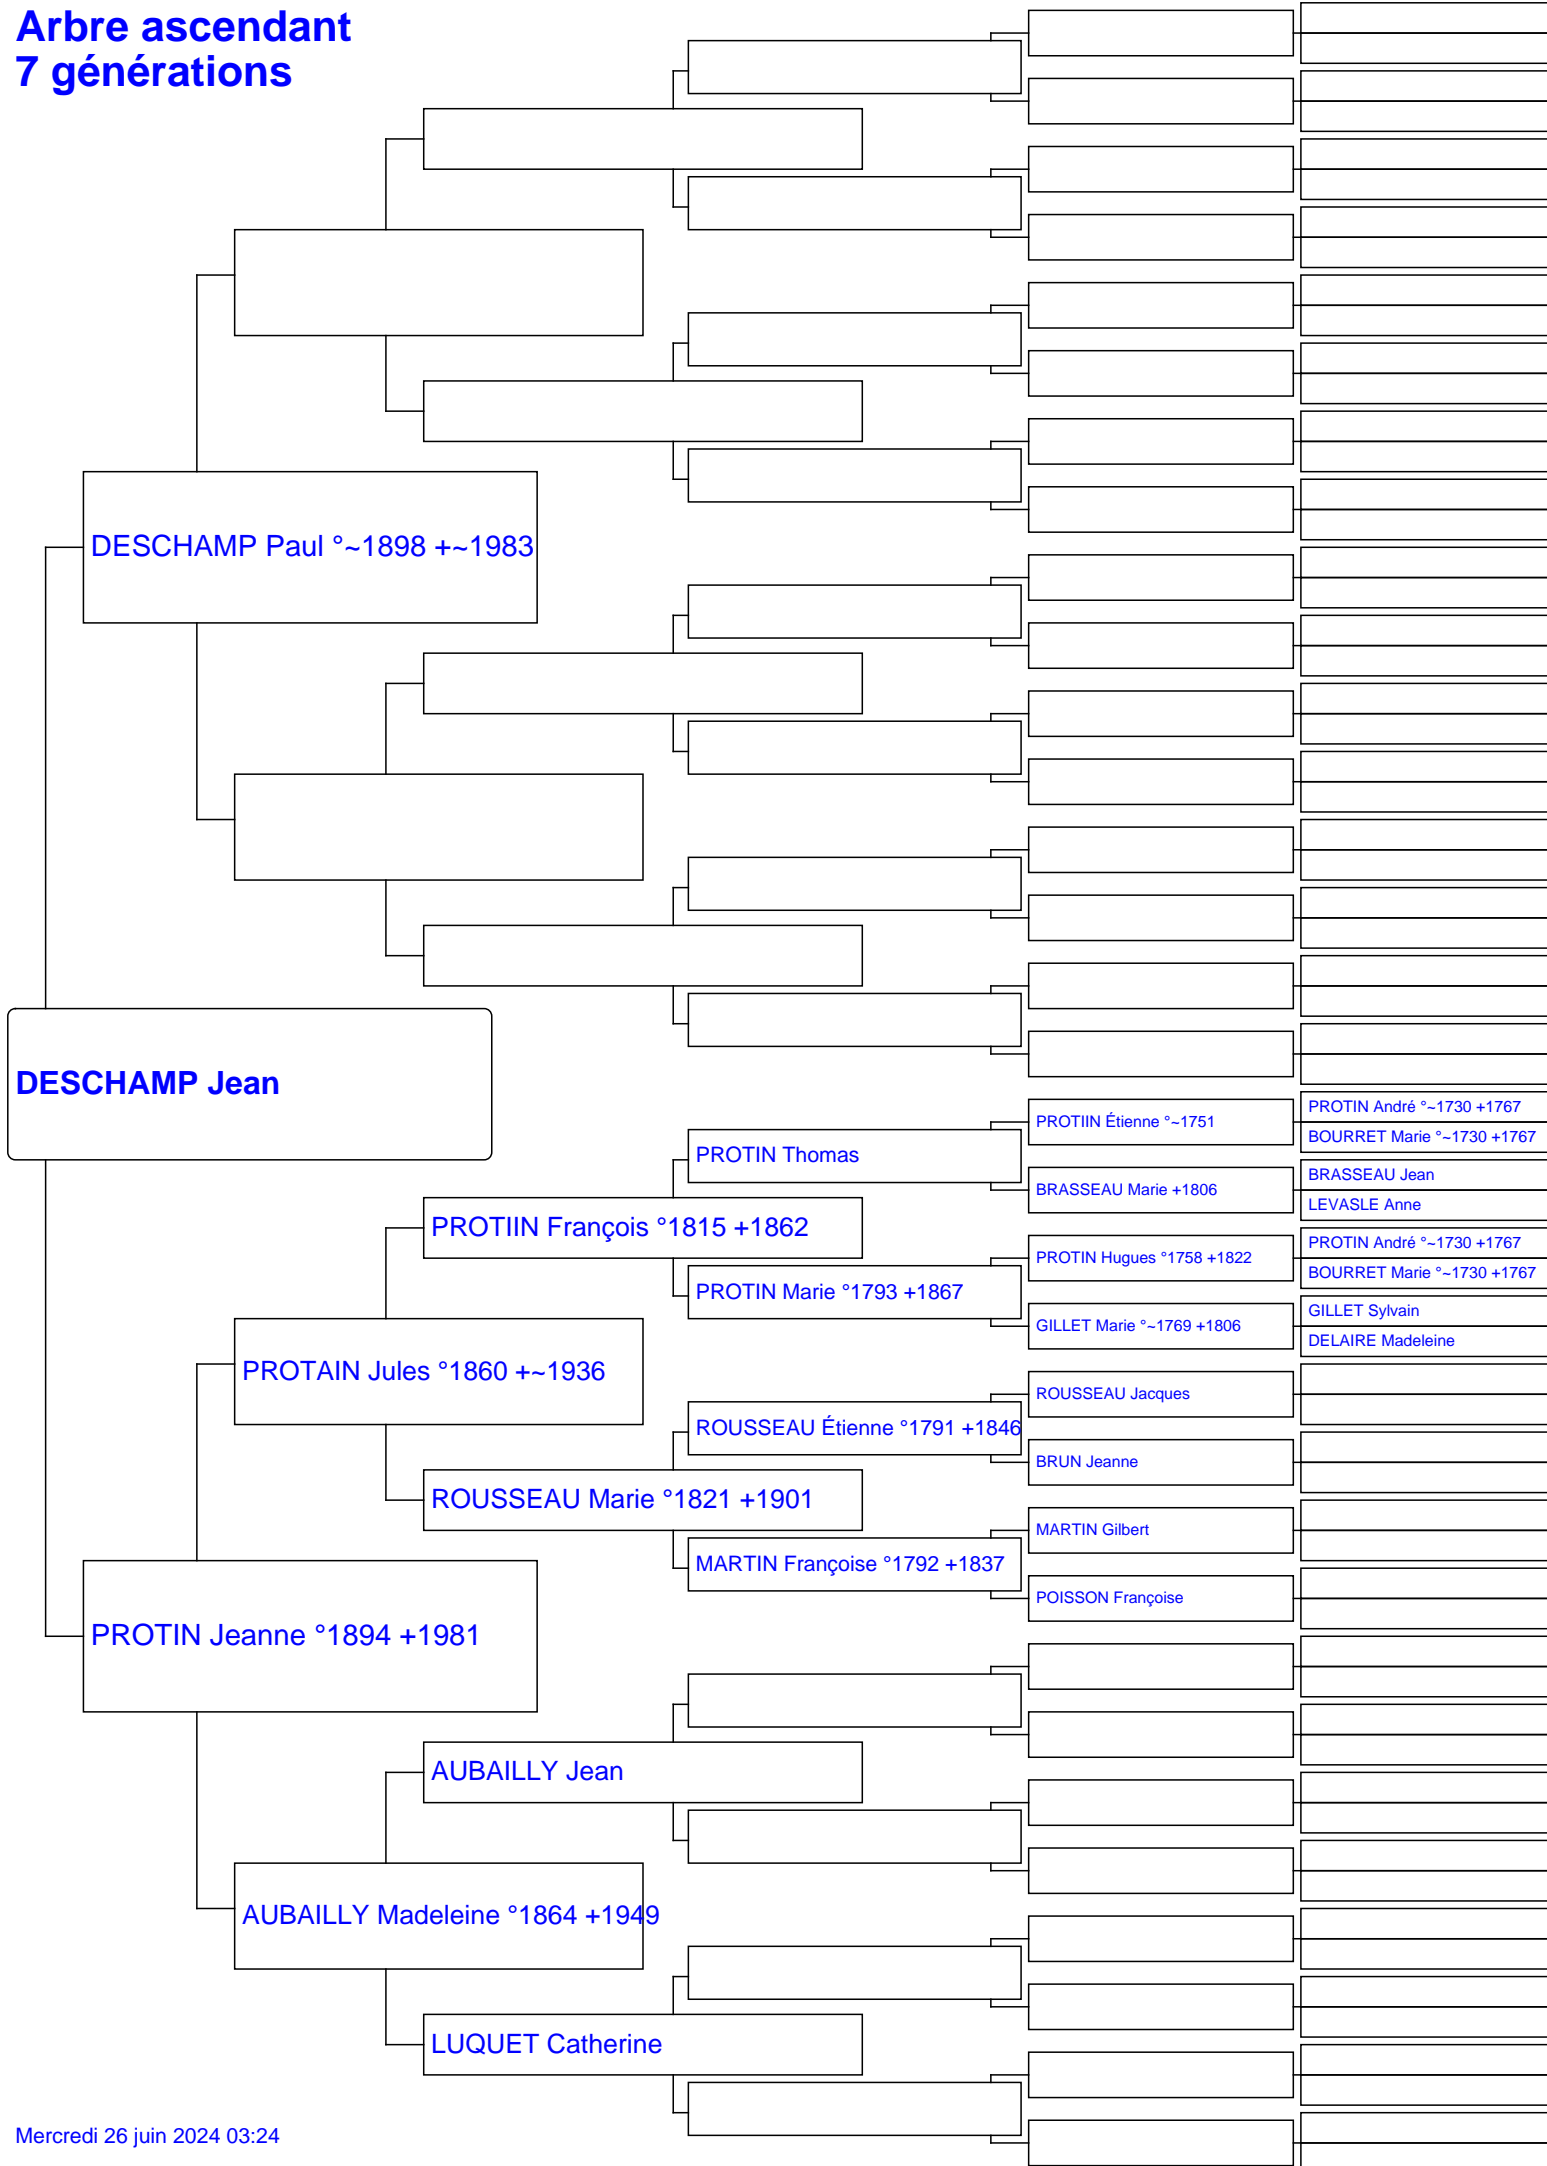 Arbre ascendant
7 générations
DESCHAMP Paul °~1898 +~1983
DESCHAMP Jean
PROTIN André °~1730 +1767
PROTIIN Étienne °~1751
BOURRET Marie °~1730 +1767
PROTIN Thomas
BRASSEAU Jean
BRASSEAU Marie +1806
LEVASLE Anne
PROTIIN François °1815 +1862
PROTIN André °~1730 +1767
PROTIN Hugues °1758 +1822
BOURRET Marie °~1730 +1767
PROTIN Marie °1793 +1867
GILLET Sylvain
GILLET Marie °~1769 +1806
DELAIRE Madeleine
PROTAIN Jules °1860 +~1936
ROUSSEAU Jacques
ROUSSEAU Étienne °1791 +1846
BRUN Jeanne
ROUSSEAU Marie °1821 +1901
MARTIN Gilbert
MARTIN Françoise °1792 +1837
POISSON Françoise
PROTIN Jeanne °1894 +1981
AUBAILLY Jean
AUBAILLY Madeleine °1864 +1949
LUQUET Catherine
Mercredi 26 juin 2024 03:24